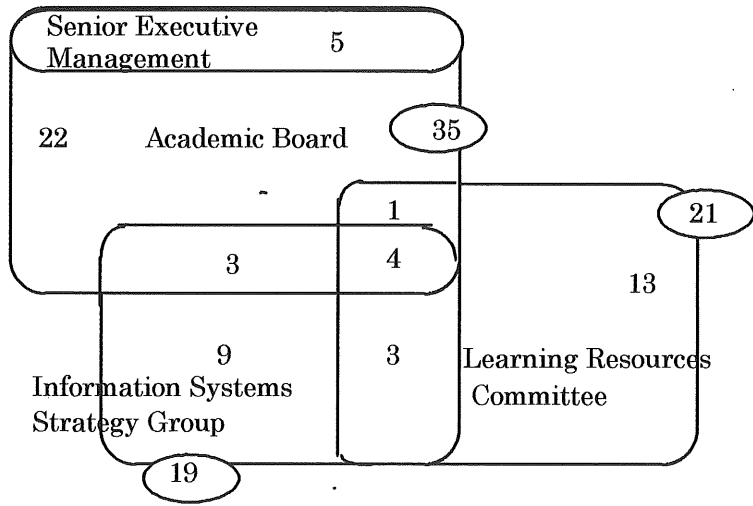 Senior Executive
Management
5
22
Academic Board
35
1
21
3
4
13
9
3
Learning Resources
Committee
Information Systems
Strategy Group
19